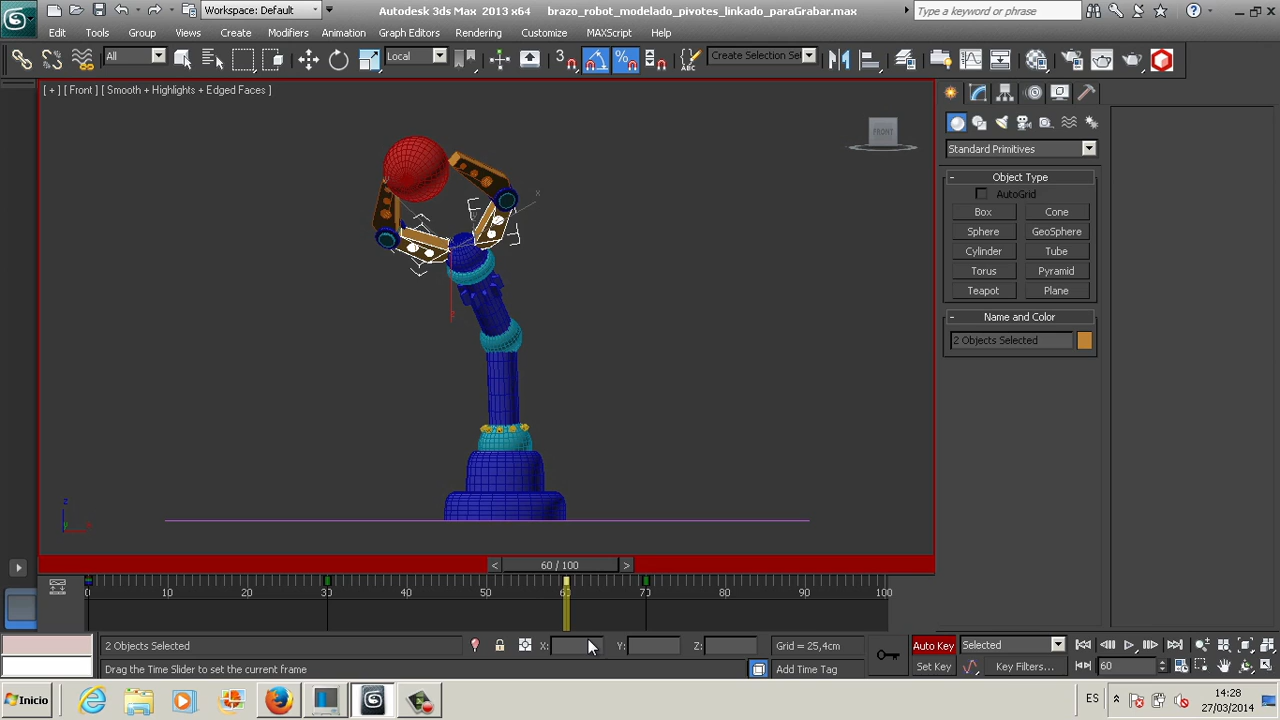 Workspace: Default
Autodesk 3ds Max 2013 x64 brazo_robot_modelado_pivotes_linkado_paraGrabar.max
Type a keyword or phrase
Edit Tools Group Views Create Modifiers Animation Graph Editors Rendering Customize MAXScript Help
All
Local
3
Create Selection Se
[ + ] [ Front ] [ Smooth + Highlights + Edged Faces ]
FRONT
Standard Primitives
- Object Type
AutoGrid
Box Cone
Sphere GeoSphere
Cylinder Tube
Torus Pyramid
Teapot Plane
- Name and Color
2 Objects Selected
x
z
y
x
< 60 / 100 >
0 30 40 50 60 70 80 90 100
2 Objects Selected
X: Y: Z: Grid = 25,4cm
Auto Key Selected
Drag the Time Slider to set the current frame
Add Time Tag
Set Key Key Filters... 60
Inicio
ES
14:28
27/03/2014